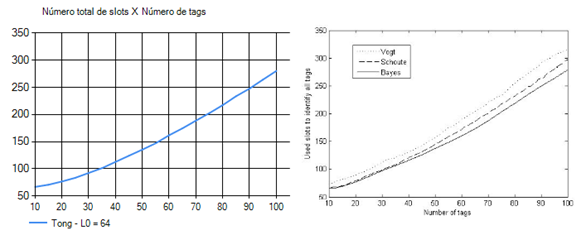 Número total de slots X Número de tags
350
300
250
200
150
100
50
10 20 30 40 50 60 70 80 90 100
Tong - L0 = 64
350
300
250
200
150
100
50
10 20 30 40 50 60 70 80 90 100
Used slots to identify all tags
Number of tags
Vogt
Schoute
Bayes